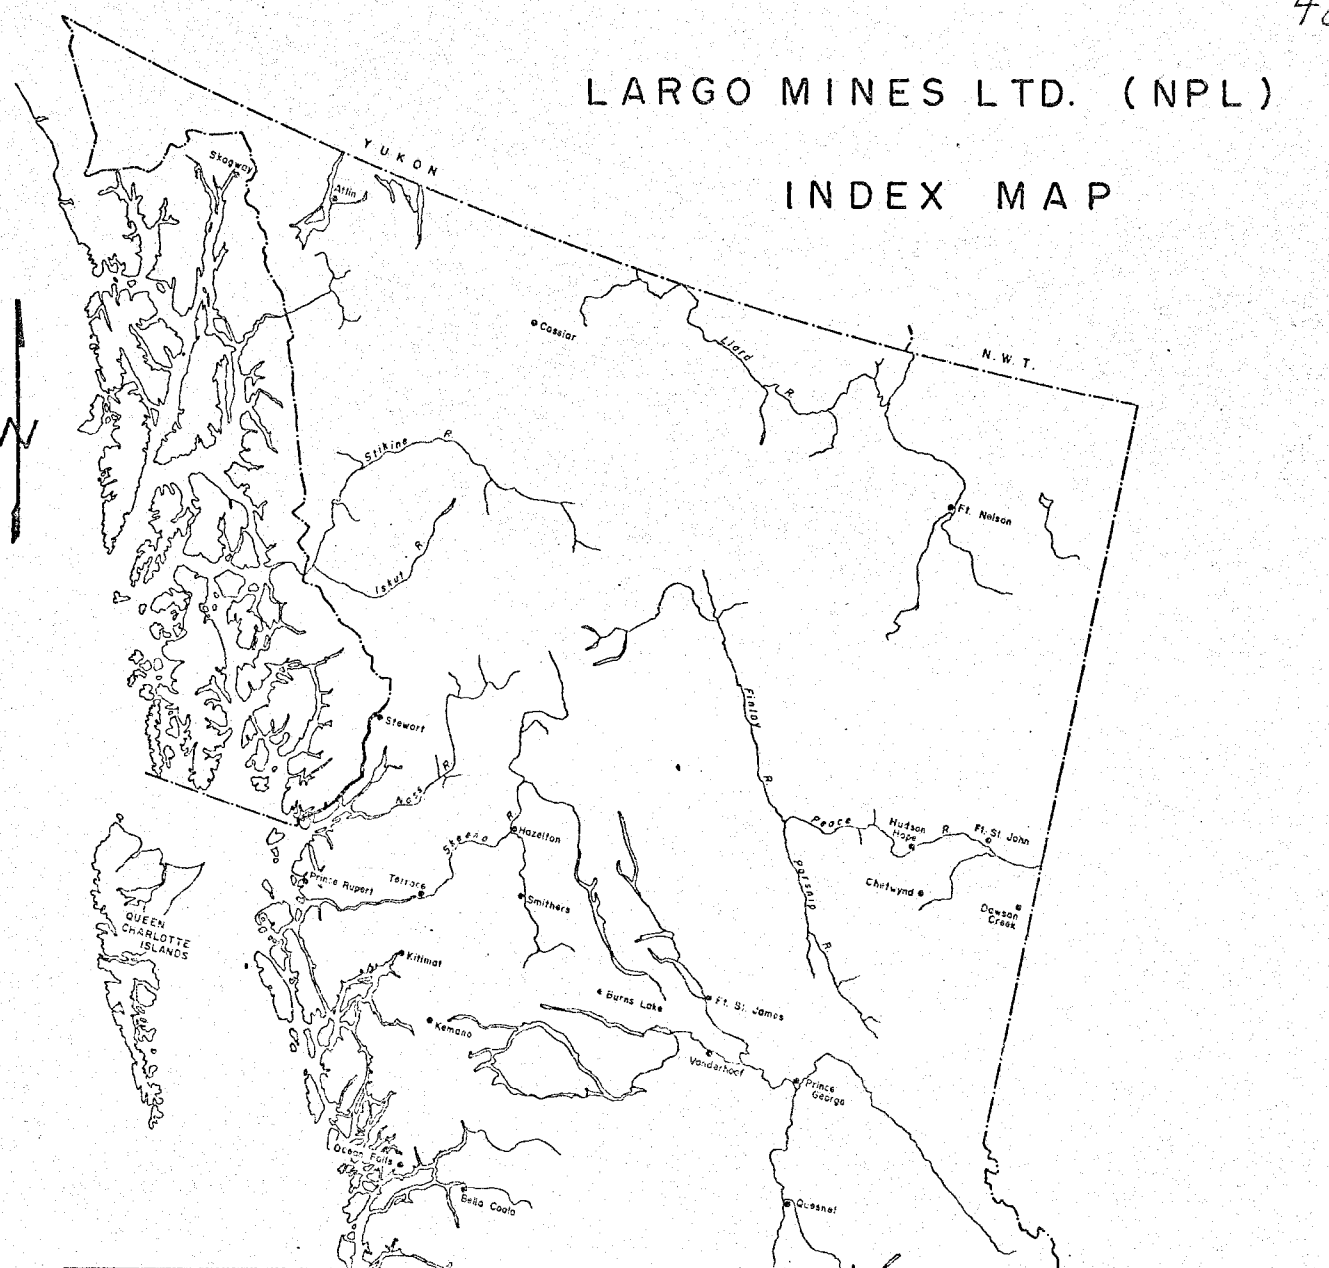 LARGO MINES LTD. (NPL)
INDEX MAP
YUKON
Skagway
Atlin
N.W.T.
Cassiar
Liard
R.
Stikine R.
Ft. Nelson
Iskut R.
Finlay R.
Stewart
Nass R.
Skeena R.
Hazelton
Peace R.
Hudson
Hope
Ft. St. John
Prince Rupert
Terrace
Smithers
Parsnip R.
Chetwynd
Dawson
Creek
QUEEN
CHARLOTTE
ISLANDS
Kitimat
Burns Lake
Ft. St. James
Kemano
Vanderhoof
Prince
George
Ocean Falls
Bella Coola
Quesnel